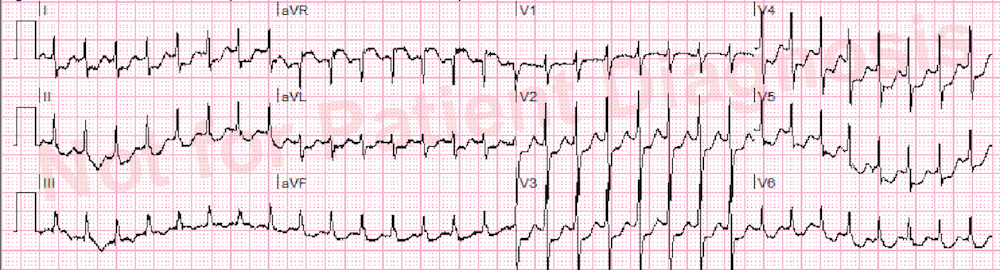 I aVR V1 V4
II aVL V2 V5
III aVF V3 V6
Not for Patient Diagnosis